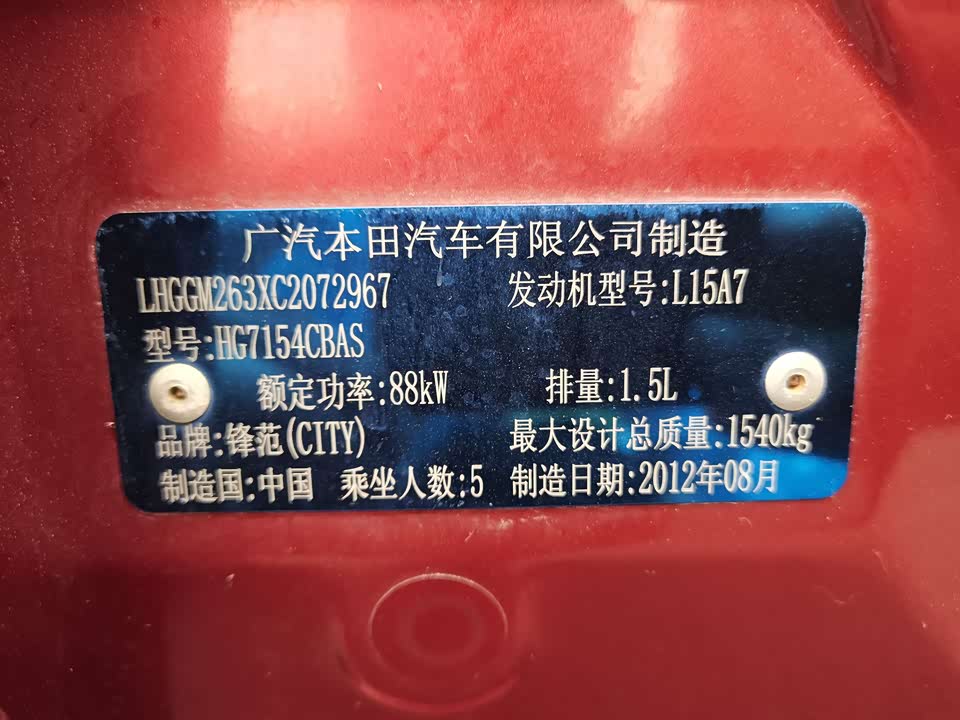 广汽本田汽车有限公司制造
LHGGM263XC2072967 发动机型号:L15A7
型号:HG7154CBAS
额定功率:88kW 排量:1.5L
品牌:锋范(CITY) 最大设计总质量:1540kg
制造国:中国 乘坐人数:5 制造日期:2012年08月